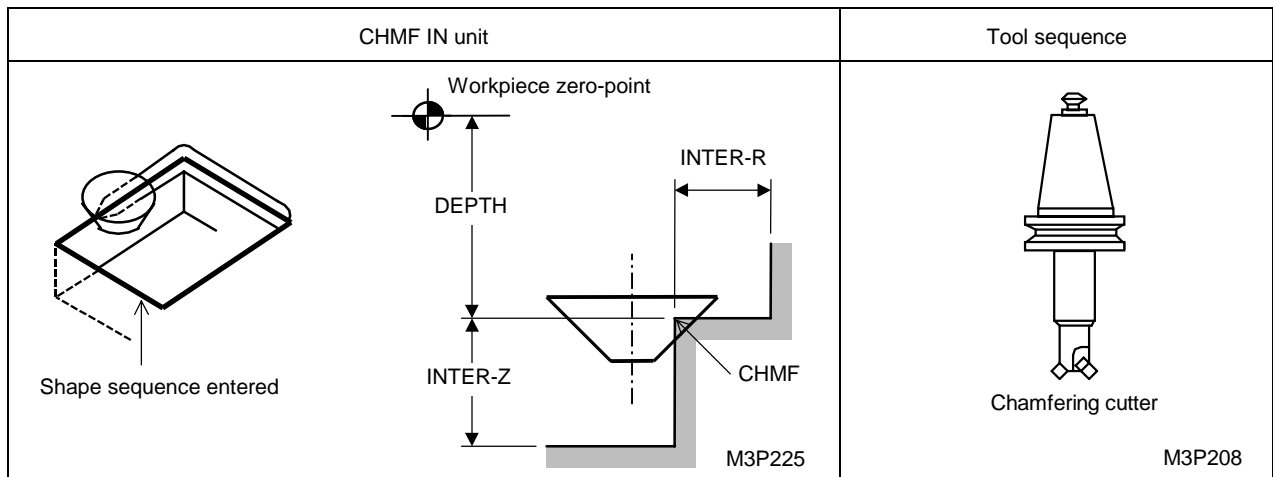 CHMF IN unit
Tool sequence
Workpiece zero-point
INTER-R
DEPTH
INTER-Z
CHMF
Shape sequence entered
M3P225
Chamfering cutter
M3P208